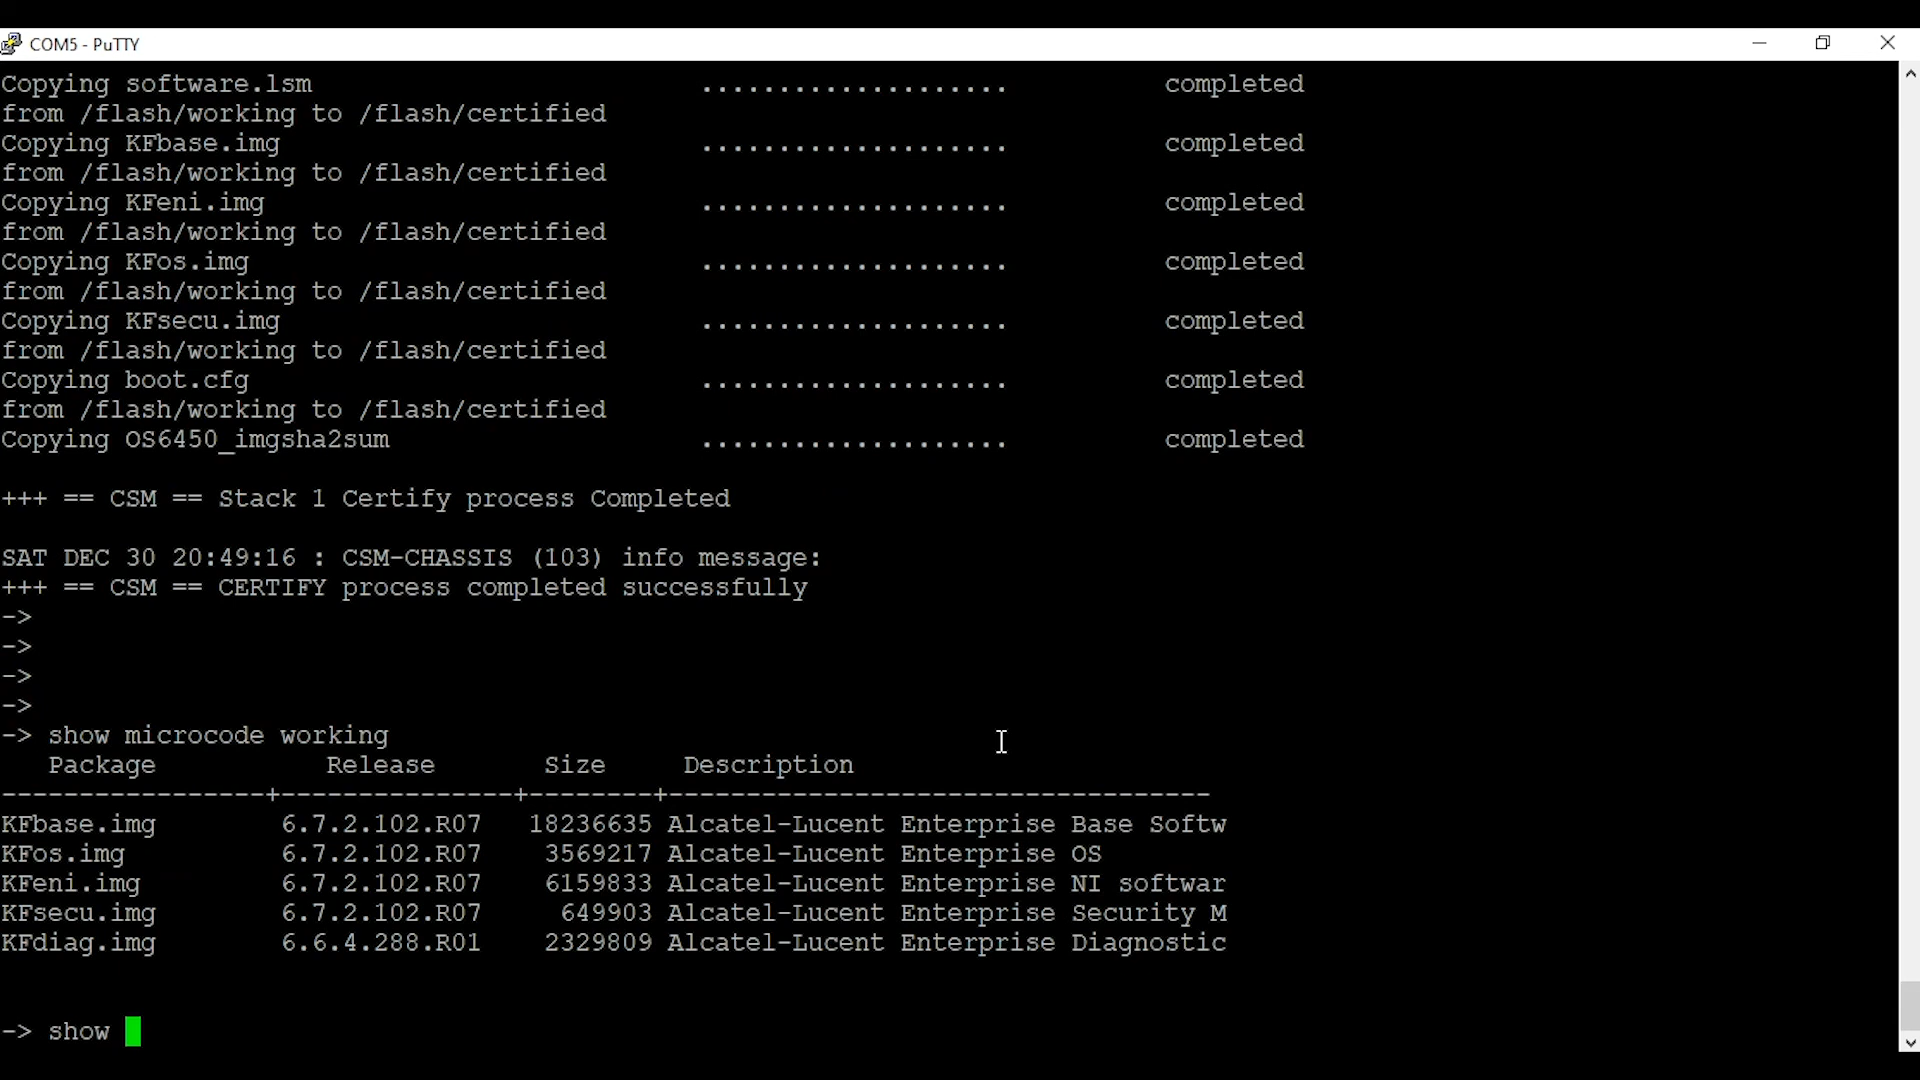 COM5 - PuTTY
Copying software.lsm .................... completed
from /flash/working to /flash/certified
Copying KFbase.img .................... completed
from /flash/working to /flash/certified
Copying KFeni.img .................... completed
from /flash/working to /flash/certified
Copying KFos.img .................... completed
from /flash/working to /flash/certified
Copying KFsecu.img .................... completed
from /flash/working to /flash/certified
Copying boot.cfg .................... completed
from /flash/working to /flash/certified
Copying OS6450_imgsha2sum .................... completed
+++ == CSM == Stack 1 Certify process Completed
SAT DEC 30 20:49:16 : CSM-CHASSIS (103) info message:
+++ == CSM == CERTIFY process completed successfully
->
->
->
->
-> show microcode working
Package Release Size Description
-----------------+---------------+--------+-----------------------------------
KFbase.img 6.7.2.102.R07 18236635 Alcatel-Lucent Enterprise Base Softw
KFos.img 6.7.2.102.R07 3569217 Alcatel-Lucent Enterprise OS
KFeni.img 6.7.2.102.R07 6159833 Alcatel-Lucent Enterprise NI softwar
KFsecu.img 6.7.2.102.R07 649903 Alcatel-Lucent Enterprise Security M
KFdiag.img 6.6.4.288.R01 2329809 Alcatel-Lucent Enterprise Diagnostic
-> show